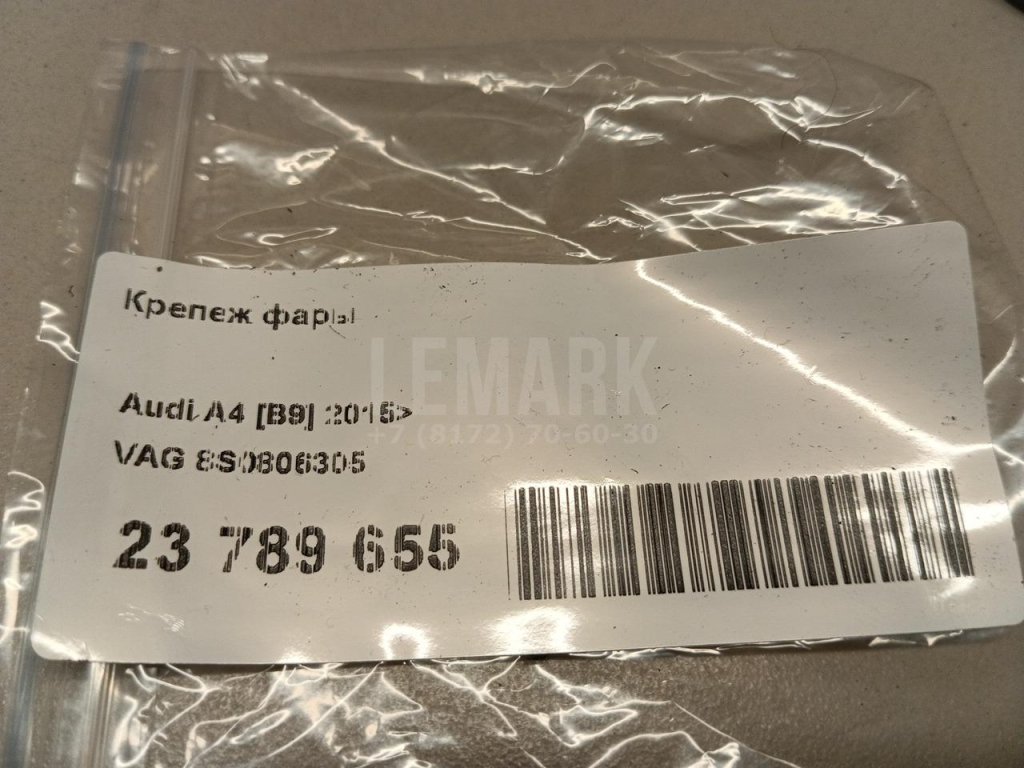 Крепеж фары
LEMARK
Audi A4 [B9] 2015>
+7 (8172) 70-60-30
VAG 8S0806305
23 789 655